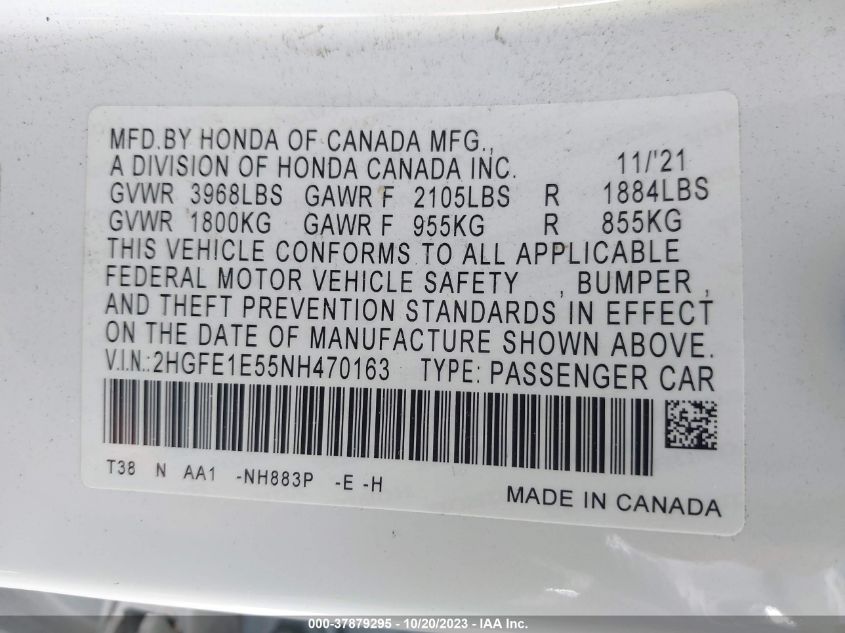 MFD.BY HONDA OF CANADA MFG.,
A DIVISION OF HONDA CANADA INC. 11/'21
GVWR 3968LBS GAWR F 2105LBS R 1884LBS
GVWR 1800KG GAWR F 955KG R 855KG
THIS VEHICLE CONFORMS TO ALL APPLICABLE
FEDERAL MOTOR VEHICLE SAFETY , BUMPER ,
AND THEFT PREVENTION STANDARDS IN EFFECT
ON THE DATE OF MANUFACTURE SHOWN ABOVE.
V.I.N.:2HGFE1E55NH470163 TYPE: PASSENGER CAR
T38 N AA1 -NH883P -E -H
MADE IN CANADA
000-37879295 - 10/20/2023 - IAA Inc.